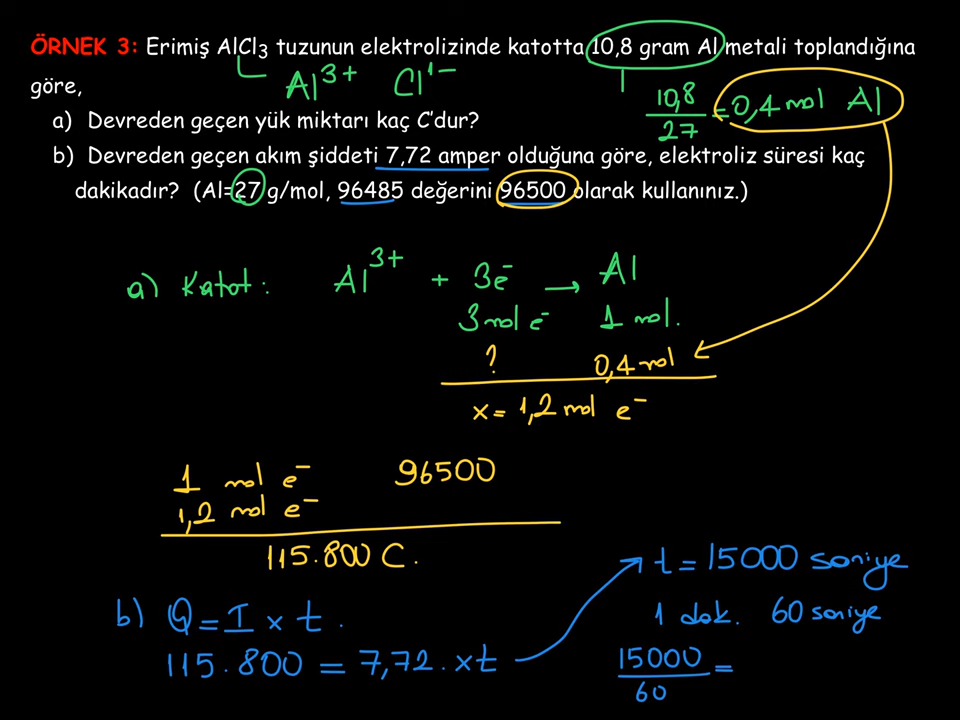 ÖRNEK 3: Erimiş AlCl3 tuzunun elektrolizinde katotta 10,8 gram Al metali toplandığına
göre,
Al3+ Cl1-
10,8/27 = 0,4 mol Al
a) Devreden geçen yük miktarı kaç C'dur?
b) Devreden geçen akım şiddeti 7,72 amper olduğuna göre, elektroliz süresi kaç
dakikadır? (Al=27 g/mol, 96485 değerini 96500 olarak kullanınız.)
a) Katot: Al3+ + 3e- → Al
3 mol e- 1 mol.
? 0,4 mol
x = 1,2 mol e-
1 mol e- 96500
1,2 mol e-
115.800 C.
b) Q = I x t.
115.800 = 7,72. x t
t = 15000 soniye
1 dak. 60 soniye
15000/60 =